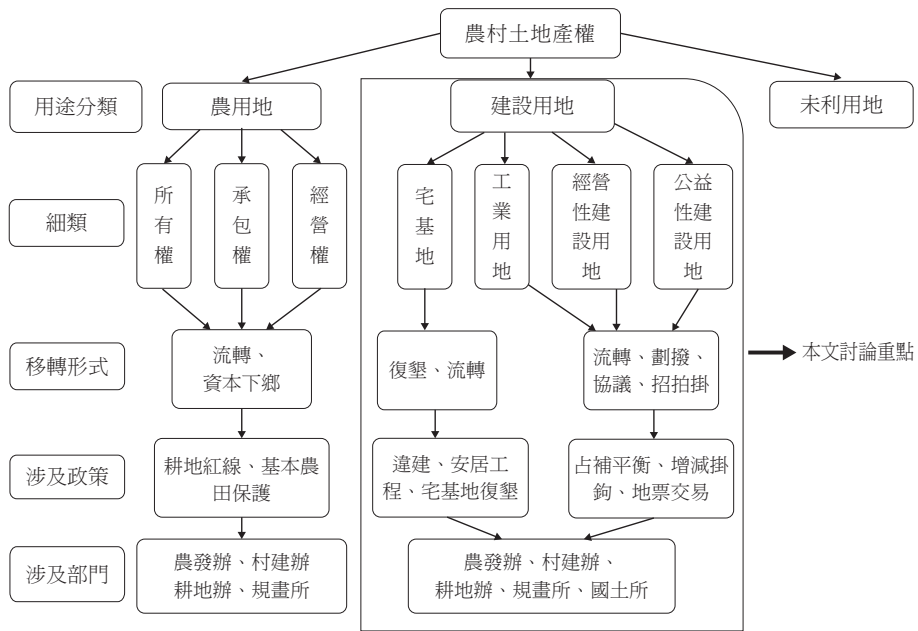 農村土地產權
用途分類
農用地
建設用地
未利用地
細類
所有權
承包權
經營權
宅基地
工業用地
經營
性建
設用
地
公益
性建
設用
地
移轉形式
流轉、
資本下鄉
復墾、流轉
流轉、劃撥、
協議、招拍掛
本文討論重點
涉及政策
耕地紅線、基本農
田保護
違建、安居工
程、宅基地復墾
占補平衡、增減掛
鉤、地票交易
涉及部門
農發辦、村建辦
耕地辦、規畫所
農發辦、村建辦、
耕地辦、規畫所、國土所